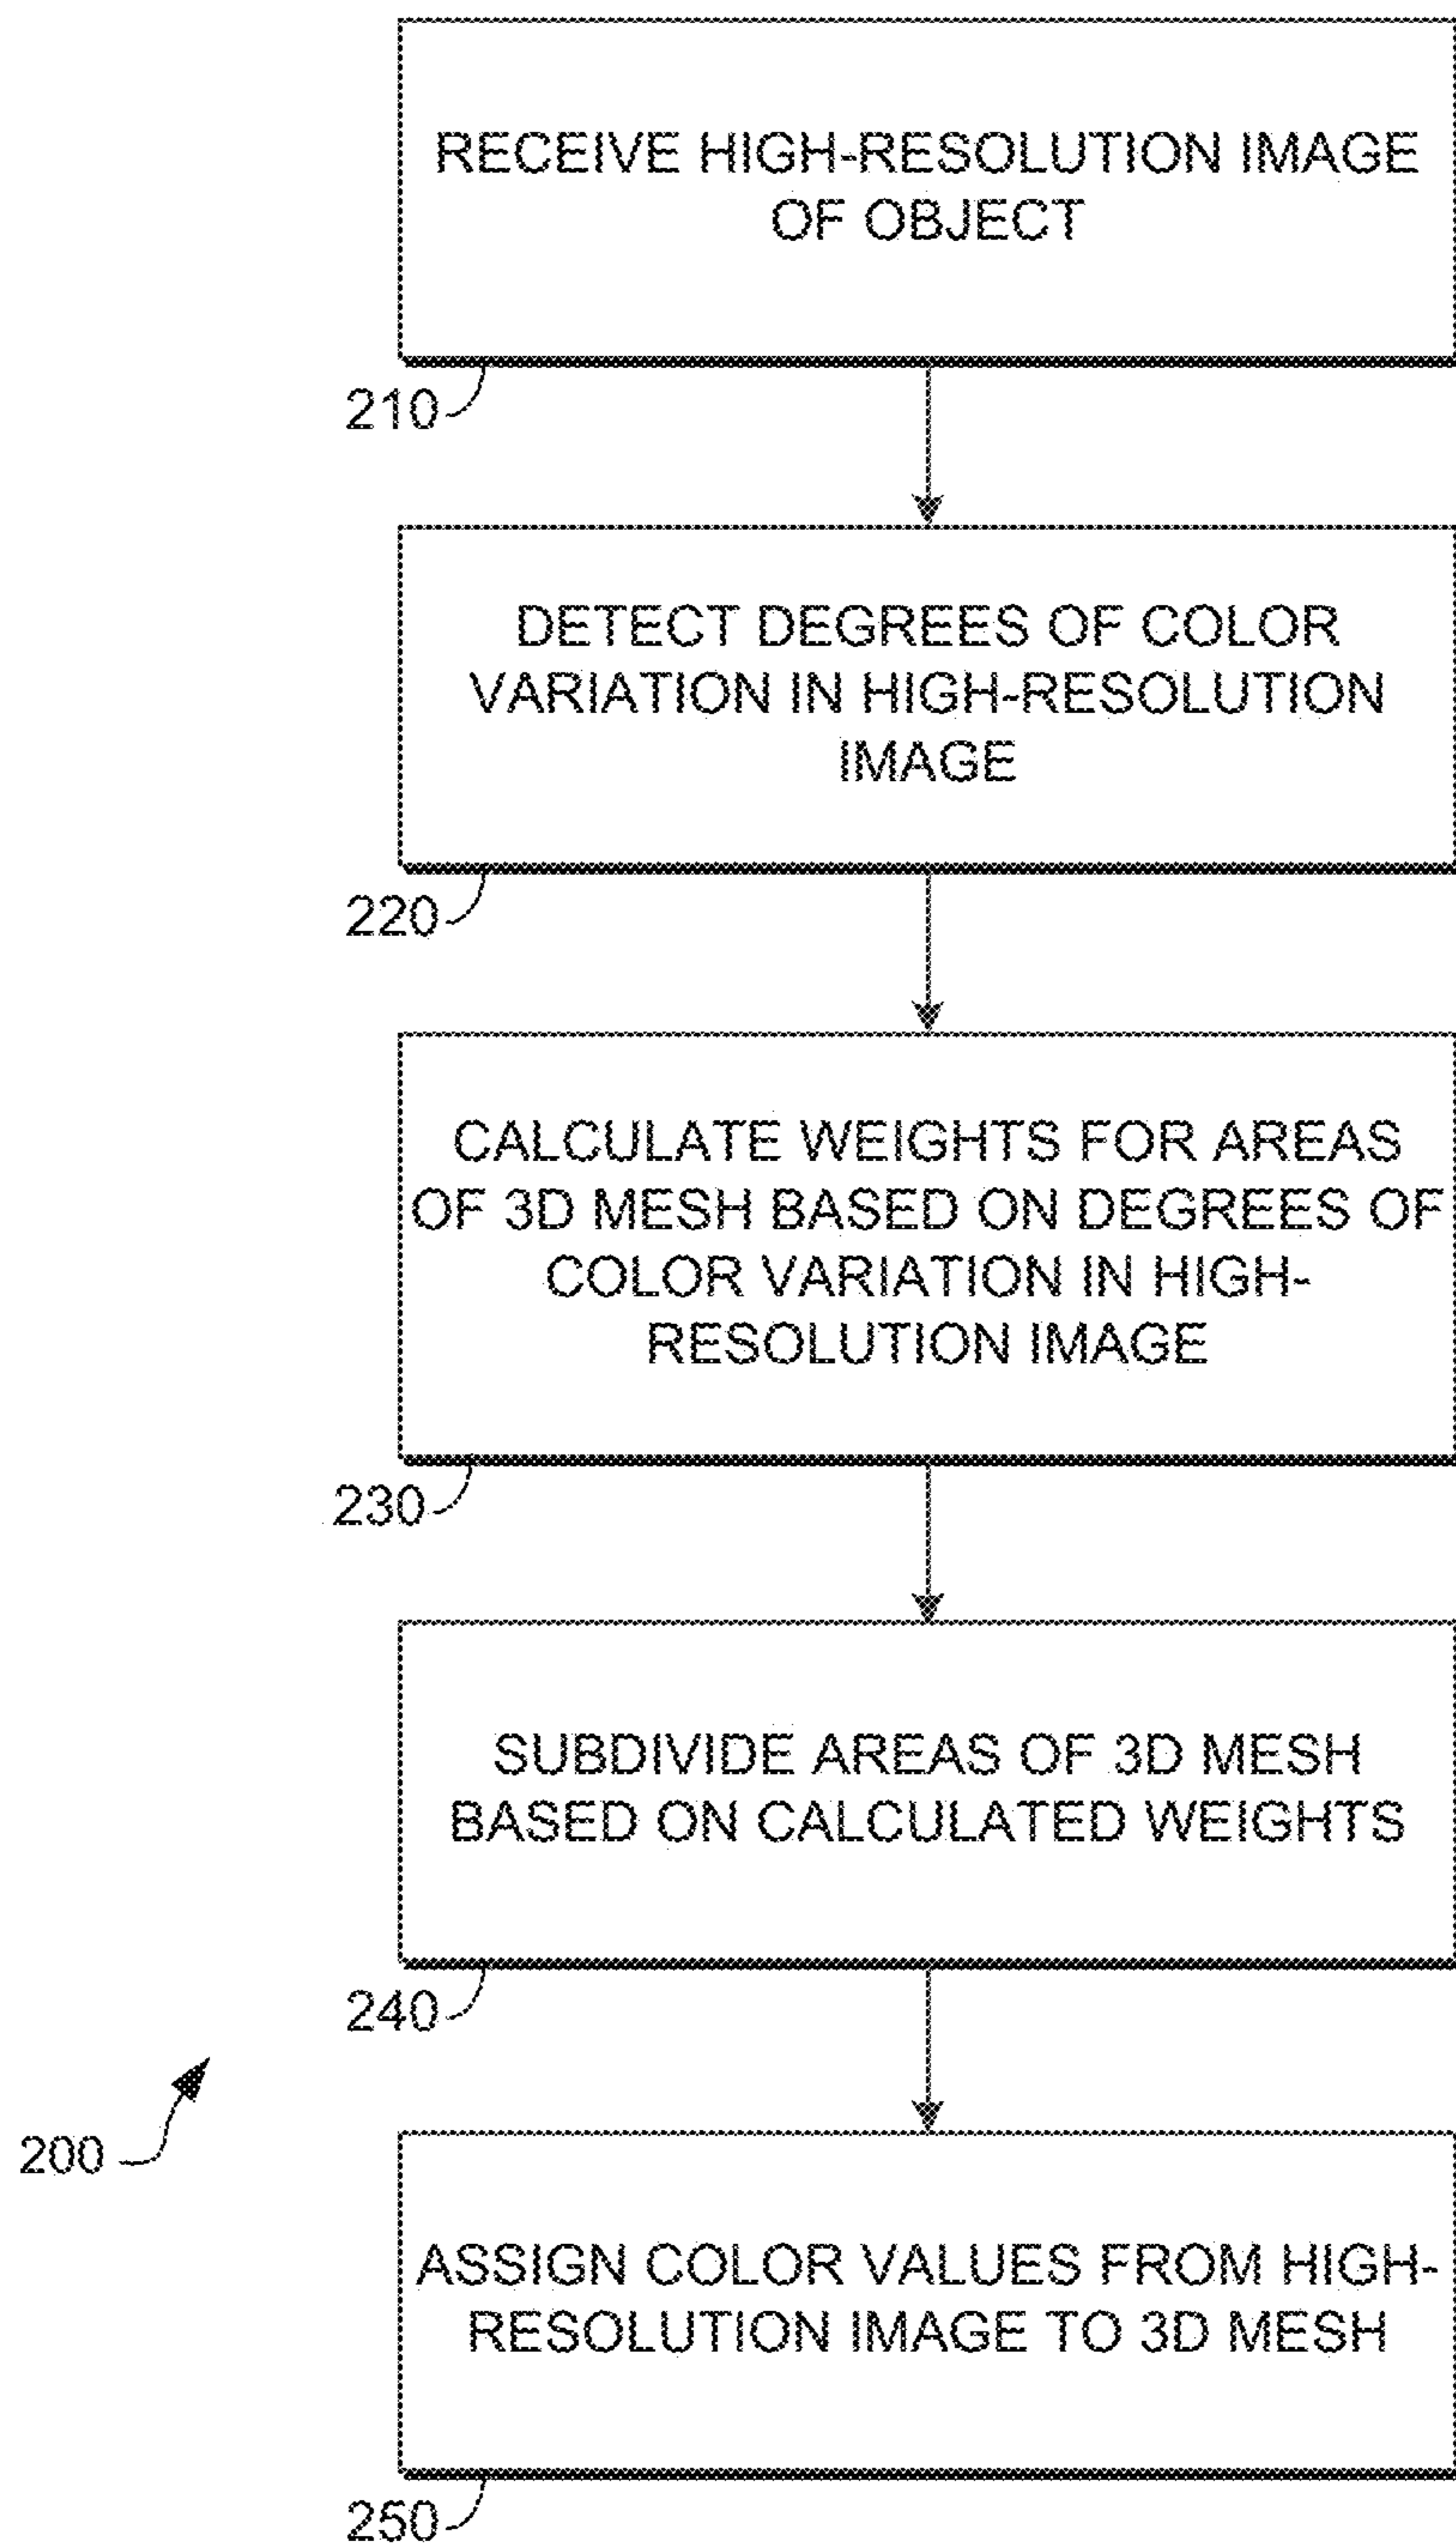 RECEIVE HIGH-RESOLUTION IMAGE
OF OBJECT
210
DETECT DEGREES OF COLOR
VARIATION IN HIGH-RESOLUTION
IMAGE
220
CALCULATE WEIGHTS FOR AREAS
OF 3D MESH BASED ON DEGREES OF
COLOR VARIATION IN HIGH-
RESOLUTION IMAGE
230
SUBDIVIDE AREAS OF 3D MESH
BASED ON CALCULATED WEIGHTS
240
200
ASSIGN COLOR VALUES FROM HIGH-
RESOLUTION IMAGE TO 3D MESH
250